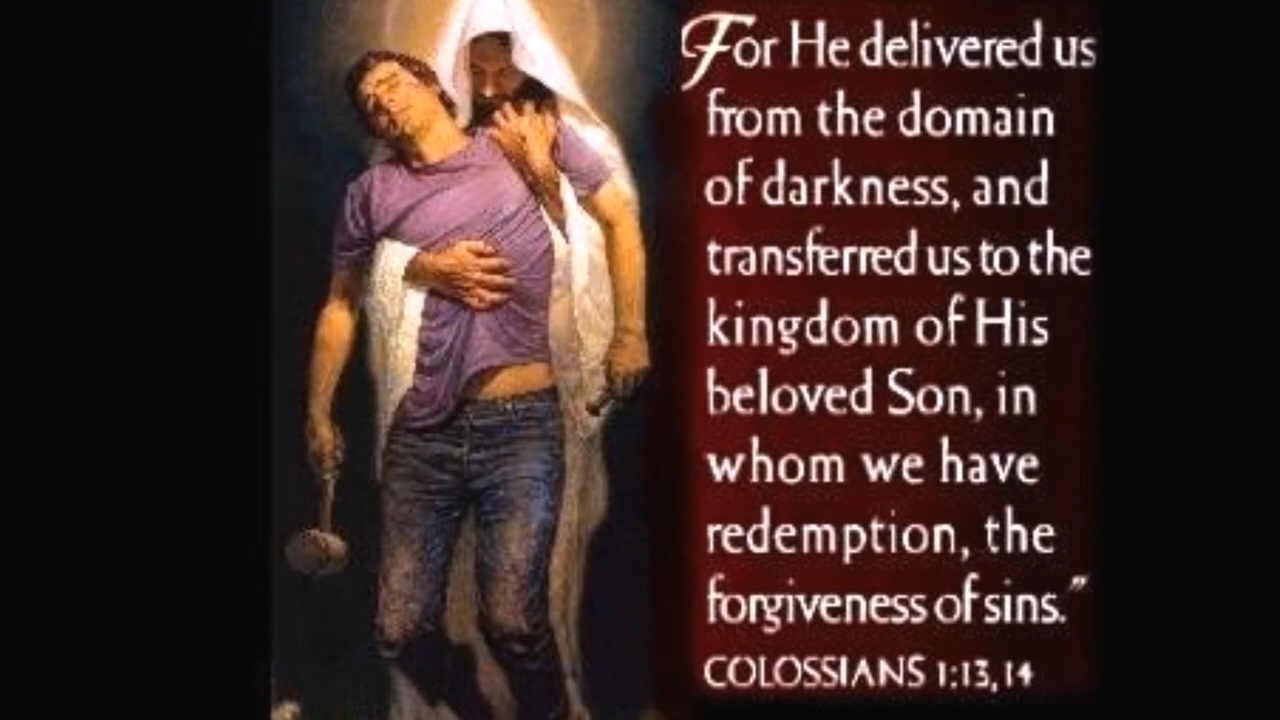 For He delivered us
from the domain
of darkness, and
transferred us to the
kingdom of His
beloved Son, in
whom we have
redemption, the
forgiveness of sins."
COLOSSIANS 1:13,14